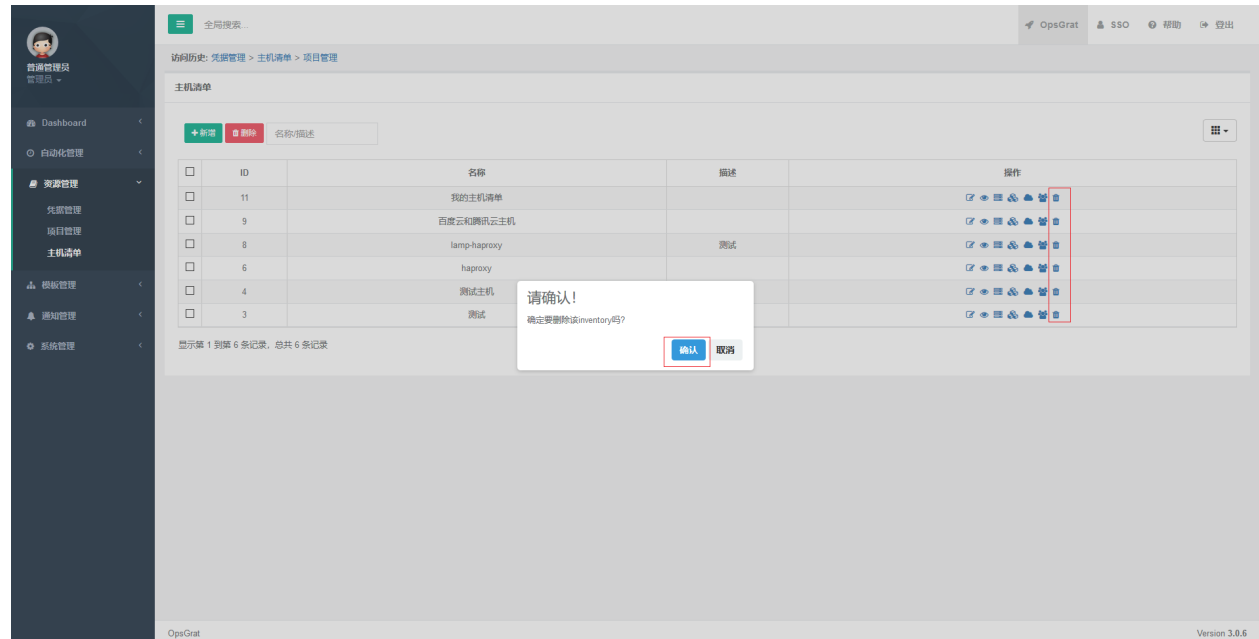 全局搜索...
OpsGrat
SSO
帮助
登出
普通管理员
管理员
访问历史: 凭据管理 > 主机清单 > 项目管理
主机清单
Dashboard
自动化管理
资源管理
凭据管理
项目管理
主机清单
模板管理
通知管理
系统管理
新增
删除
名称/描述
ID 名称 描述 操作
11 我的主机清单
9 百度云和腾讯云主机
8 lamp-haproxy 测试
6 haproxy
4 测试主机
3 测试
显示第 1 到第 6 条记录，总共 6 条记录
请确认！
确定要删除该inventory吗?
确认
取消
OpsGrat
Version 3.0.6